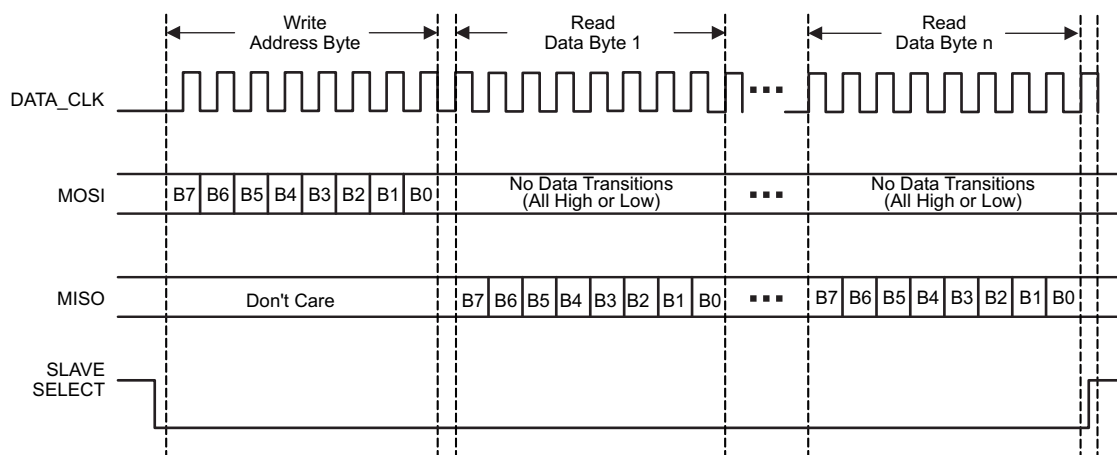 Write
Address Byte
Read
Data Byte 1
Read
Data Byte n
DATA_CLK
MOSI
B7 B6 B5 B4 B3 B2 B1 B0
No Data Transitions
(All High or Low)
No Data Transitions
(All High or Low)
MISO
Don't Care
B7 B6 B5 B4 B3 B2 B1 B0
B7 B6 B5 B4 B3 B2 B1 B0
SLAVE
SELECT